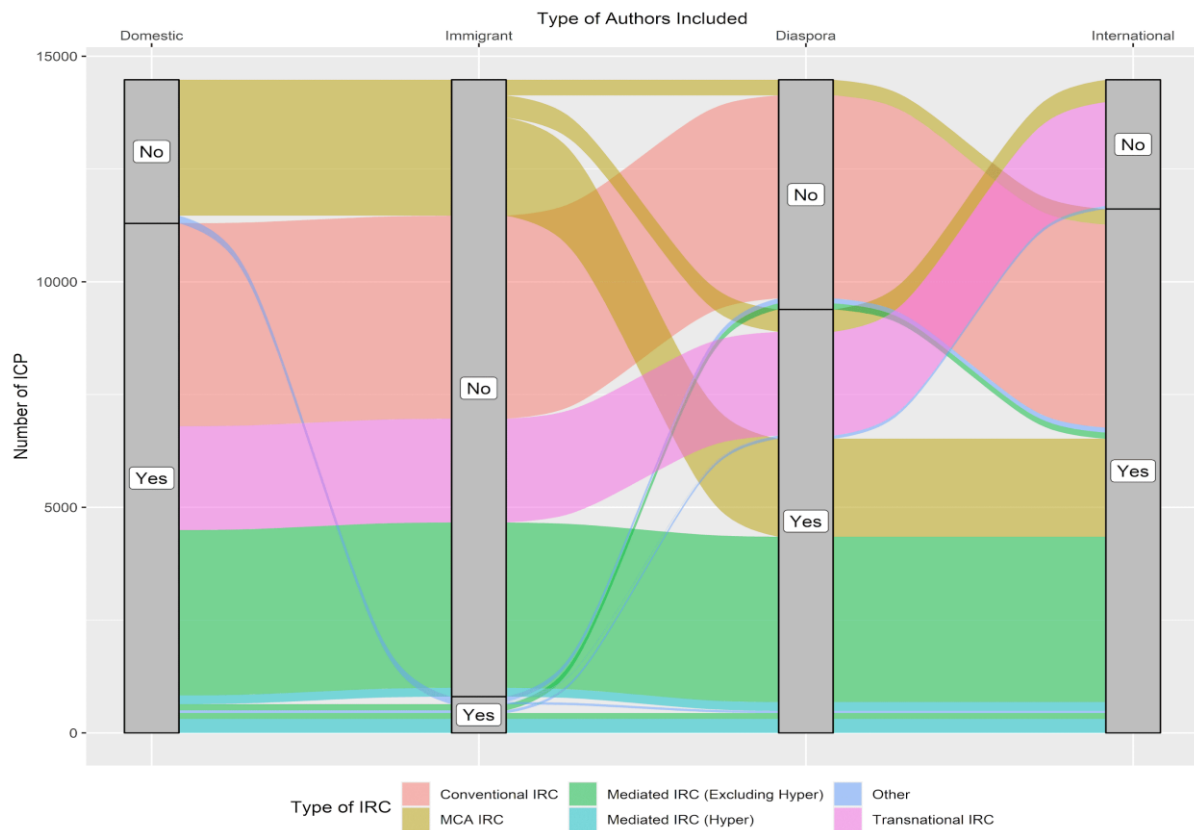 Type of Authors Included
Domestic Immigrant Diaspora International
15000
10000
5000
0
Number of ICP
No
Yes
No
Yes
No
Yes
No
Yes
Type of IRC
Conventional IRC Mediated IRC (Excluding Hyper) Other
MCA IRC Mediated IRC (Hyper) Transnational IRC